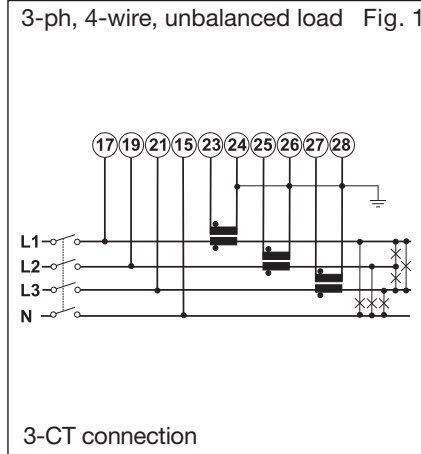 3-ph, 4-wire, unbalanced load Fig. 1
17 19 21 15 23 24 25 26 27 28
L1
L2
L3
N
3-CT connection